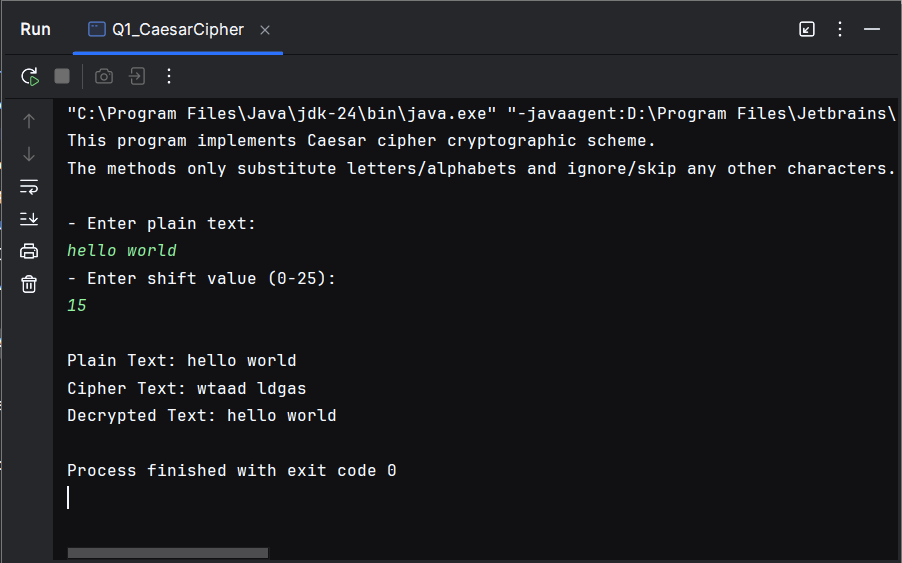 Run Q1_CaesarCipher
"C:\Program Files\Java\jdk-24\bin\java.exe" "-javaagent:D:\Program Files\Jetbrains\
This program implements Caesar cipher cryptographic scheme.
The methods only substitute letters/alphabets and ignore/skip any other characters.
- Enter plain text:
hello world
- Enter shift value (0-25):
15
Plain Text: hello world
Cipher Text: wtaad ldgas
Decrypted Text: hello world
Process finished with exit code 0